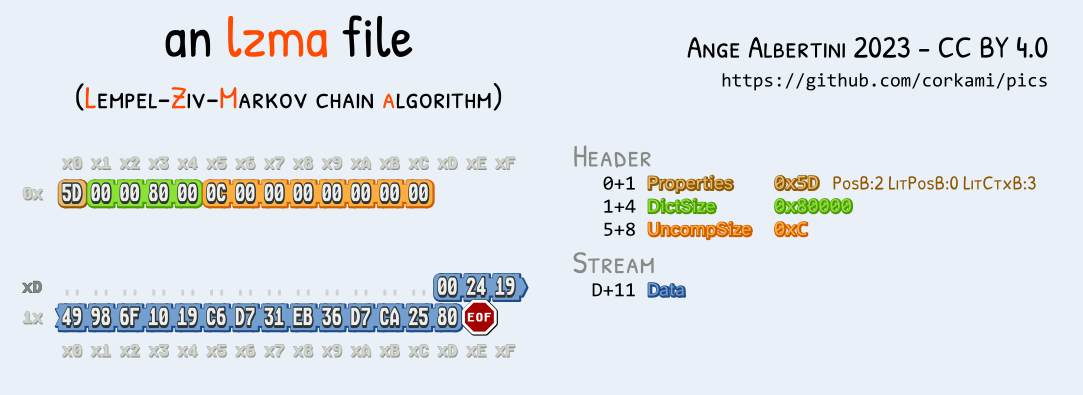 an lzma file
(Lempel-Ziv-Markov chain algorithm)
Ange Albertini 2023 - CC BY 4.0
https://github.com/corkami/pics
x0 x1 x2 x3 x4 x5 x6 x7 x8 x9 xA xB xC xD xE xF
0x 5D 00 00 80 00 0C 00 00 00 00 00 00 00
xD .. .. .. .. .. .. .. .. .. .. .. .. .. 00 24 19
1x 49 98 6F 10 19 C6 D7 31 EB 36 D7 CA 25 80 EOF
x0 x1 x2 x3 x4 x5 x6 x7 x8 x9 xA xB xC xD xE xF
Header
0+1 Properties 0x5D PosB:2 LitPosB:0 LitCtxB:3
1+4 DictSize 0x80000
5+8 UncompSize 0xC
Stream
D+11 Data